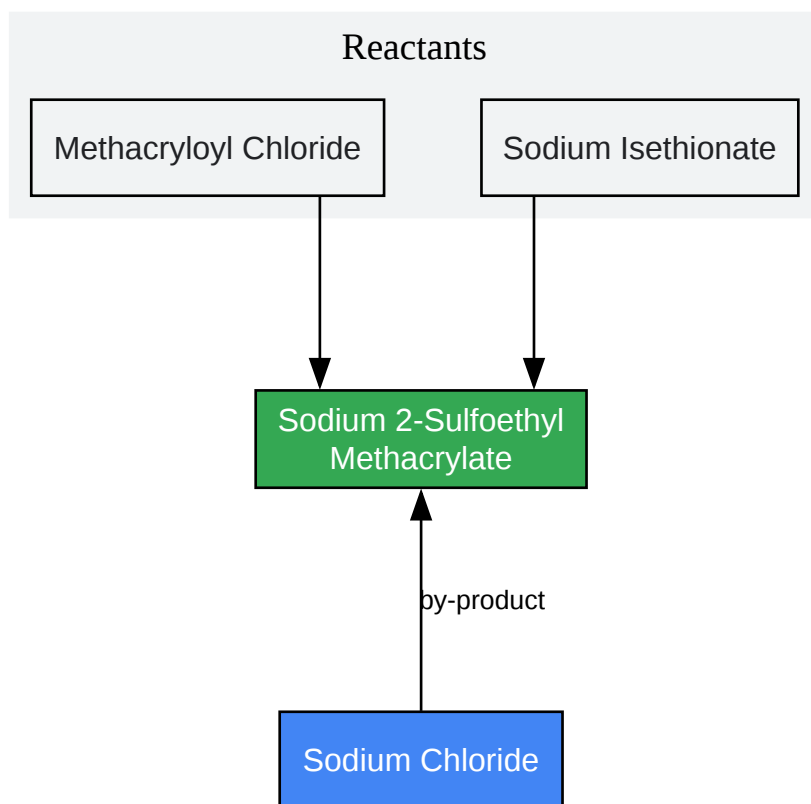 Reactants
Methacryloyl Chloride
Sodium Isethionate
Sodium 2-Sulfoethyl
Methacrylate
by-product
Sodium Chloride